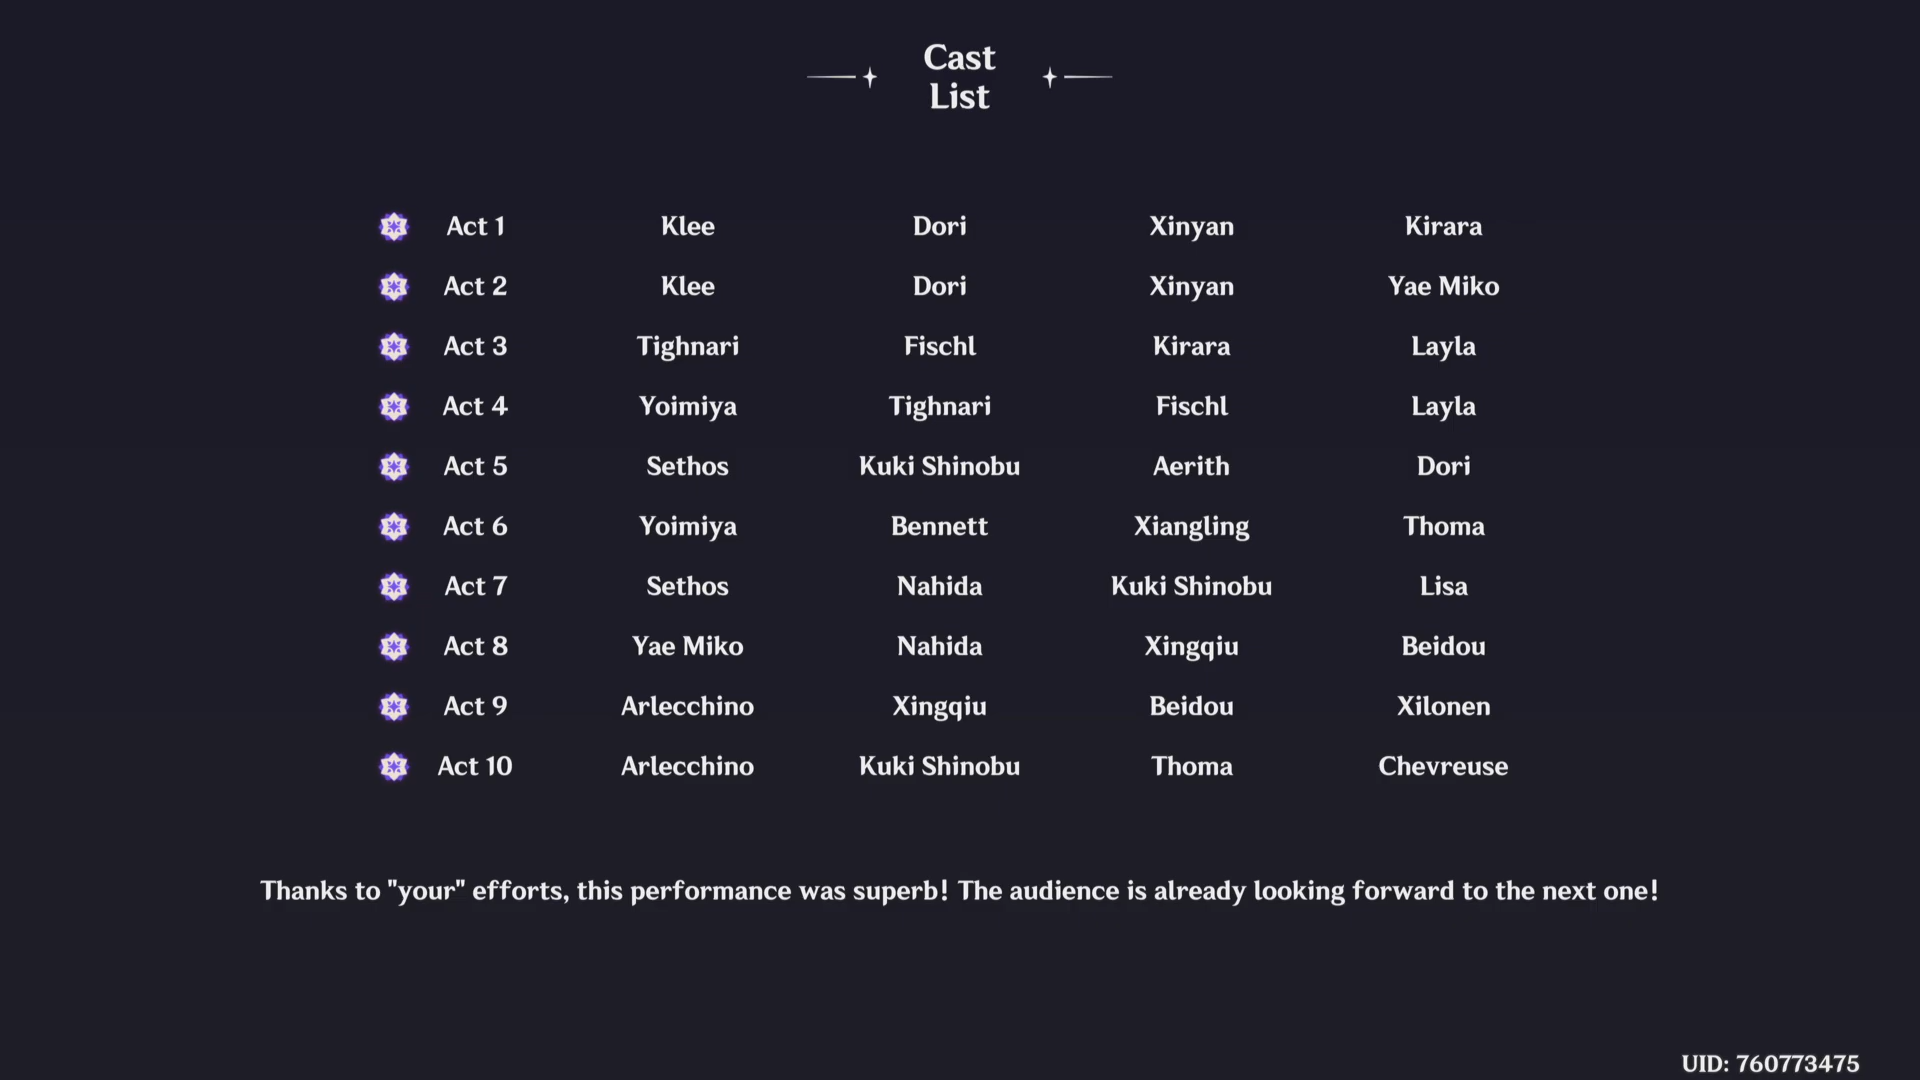 Cast
List
Act 1 Klee Dori Xinyan Kirara
Act 2 Klee Dori Xinyan Yae Miko
Act 3 Tighnari Fischl Kirara Layla
Act 4 Yoimiya Tighnari Fischl Layla
Act 5 Sethos Kuki Shinobu Aerith Dori
Act 6 Yoimiya Bennett Xiangling Thoma
Act 7 Sethos Nahida Kuki Shinobu Lisa
Act 8 Yae Miko Nahida Xingqiu Beidou
Act 9 Arlecchino Xingqiu Beidou Xilonen
Act 10 Arlecchino Kuki Shinobu Thoma Chevreuse
Thanks to "your" efforts, this performance was superb! The audience is already looking forward to the next one!
UID: 760773475